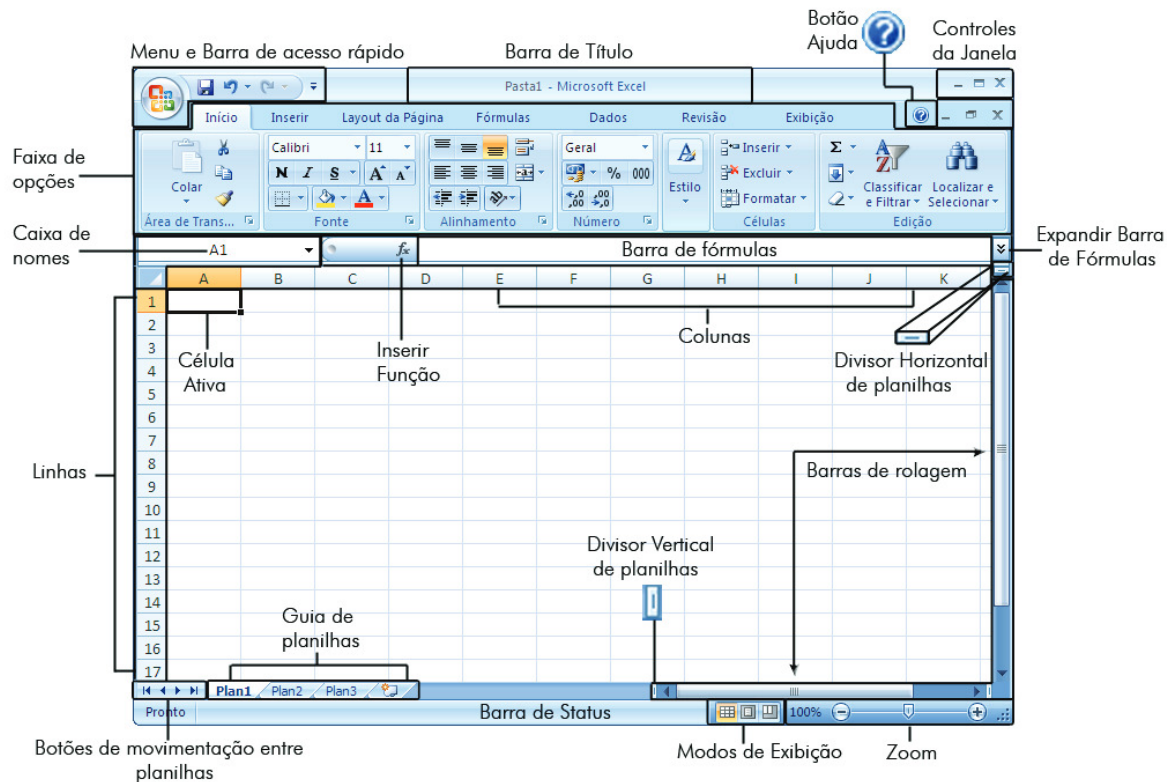 Botão
Ajuda
Controles
da Janela
Menu e Barra de acesso rápido
Barra de Título
Pasta1 - Microsoft Excel
Início Inserir Layout da Página Fórmulas Dados Revisão Exibição
Faixa de
opções
Colar
Área de Trans...
Calibri 11
N I S A A
A
Fonte
Alinhamento
Geral
% 000
,00 ,0
,00
Número
A
Estilo
Inserir
Excluir
Formatar
Células
Σ
A
Z
Classificar
e Filtrar
Localizar e
Selecionar
Edição
Caixa de
nomes
A1
fx
Barra de fórmulas
Expandir Barra
de Fórmulas
A B C D E F G H I J K
1
2
3
4
5
6
7
8
9
10
11
12
13
14
15
16
17
Célula
Ativa
Inserir
Função
Colunas
Divisor Horizontal
de planilhas
Linhas
Barras de rolagem
Divisor Vertical
de planilhas
Guia de
planilhas
Plan1 Plan2 Plan3
Pronto
Barra de Status
100%
Botões de movimentação entre
planilhas
Modos de Exibição
Zoom